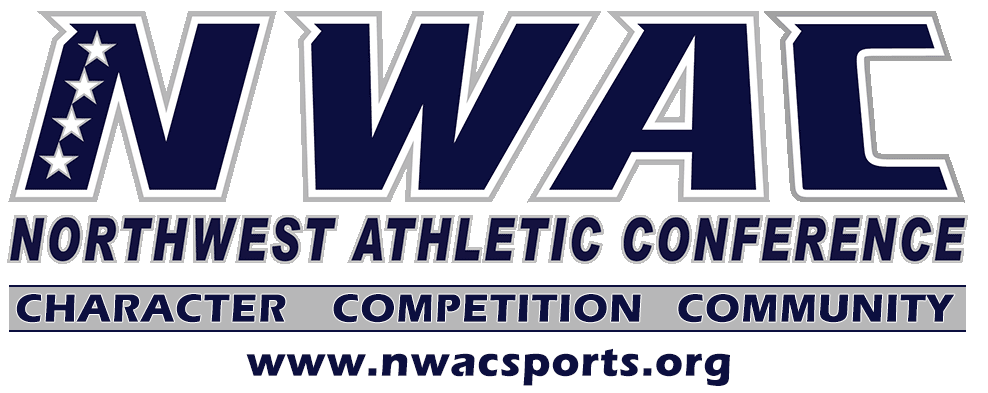 NWAC
NORTHWEST ATHLETIC CONFERENCE
CHARACTER COMPETITION COMMUNITY
www.nwacsports.org